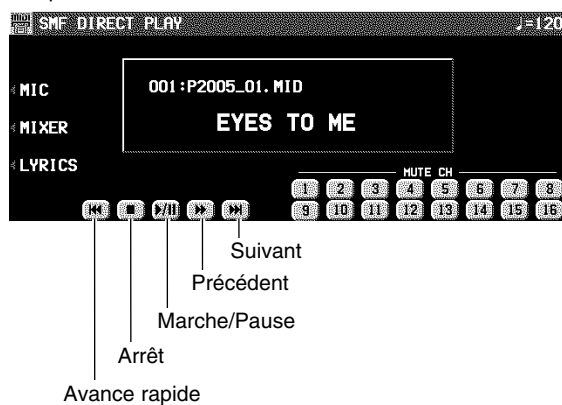 SMF DIRECT PLAY ♩=120
MIC
MIXER
LYRICS
001:P2005_01.MID
EYES TO ME
MUTE CH
1 2 3 4 5 6 7 8
9 10 11 12 13 14 15 16
Suivant
Précédent
Marche/Pause
Arrêt
Avance rapide